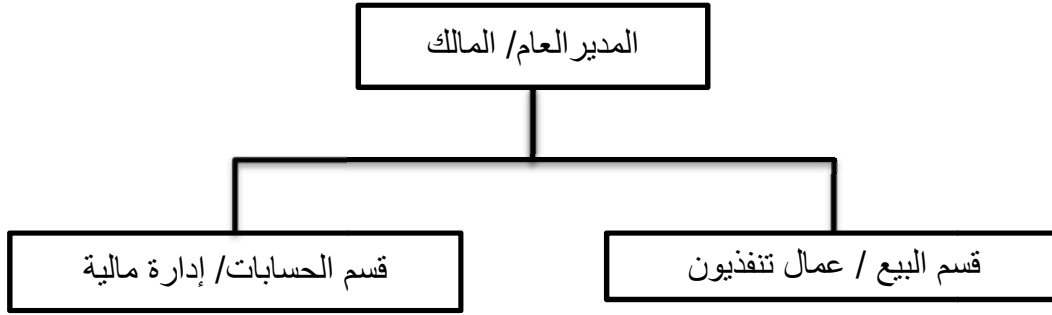 المدير العام/ المالك
قسم البيع / عمال تنفذيون
قسم الحسابات/ إدارة مالية